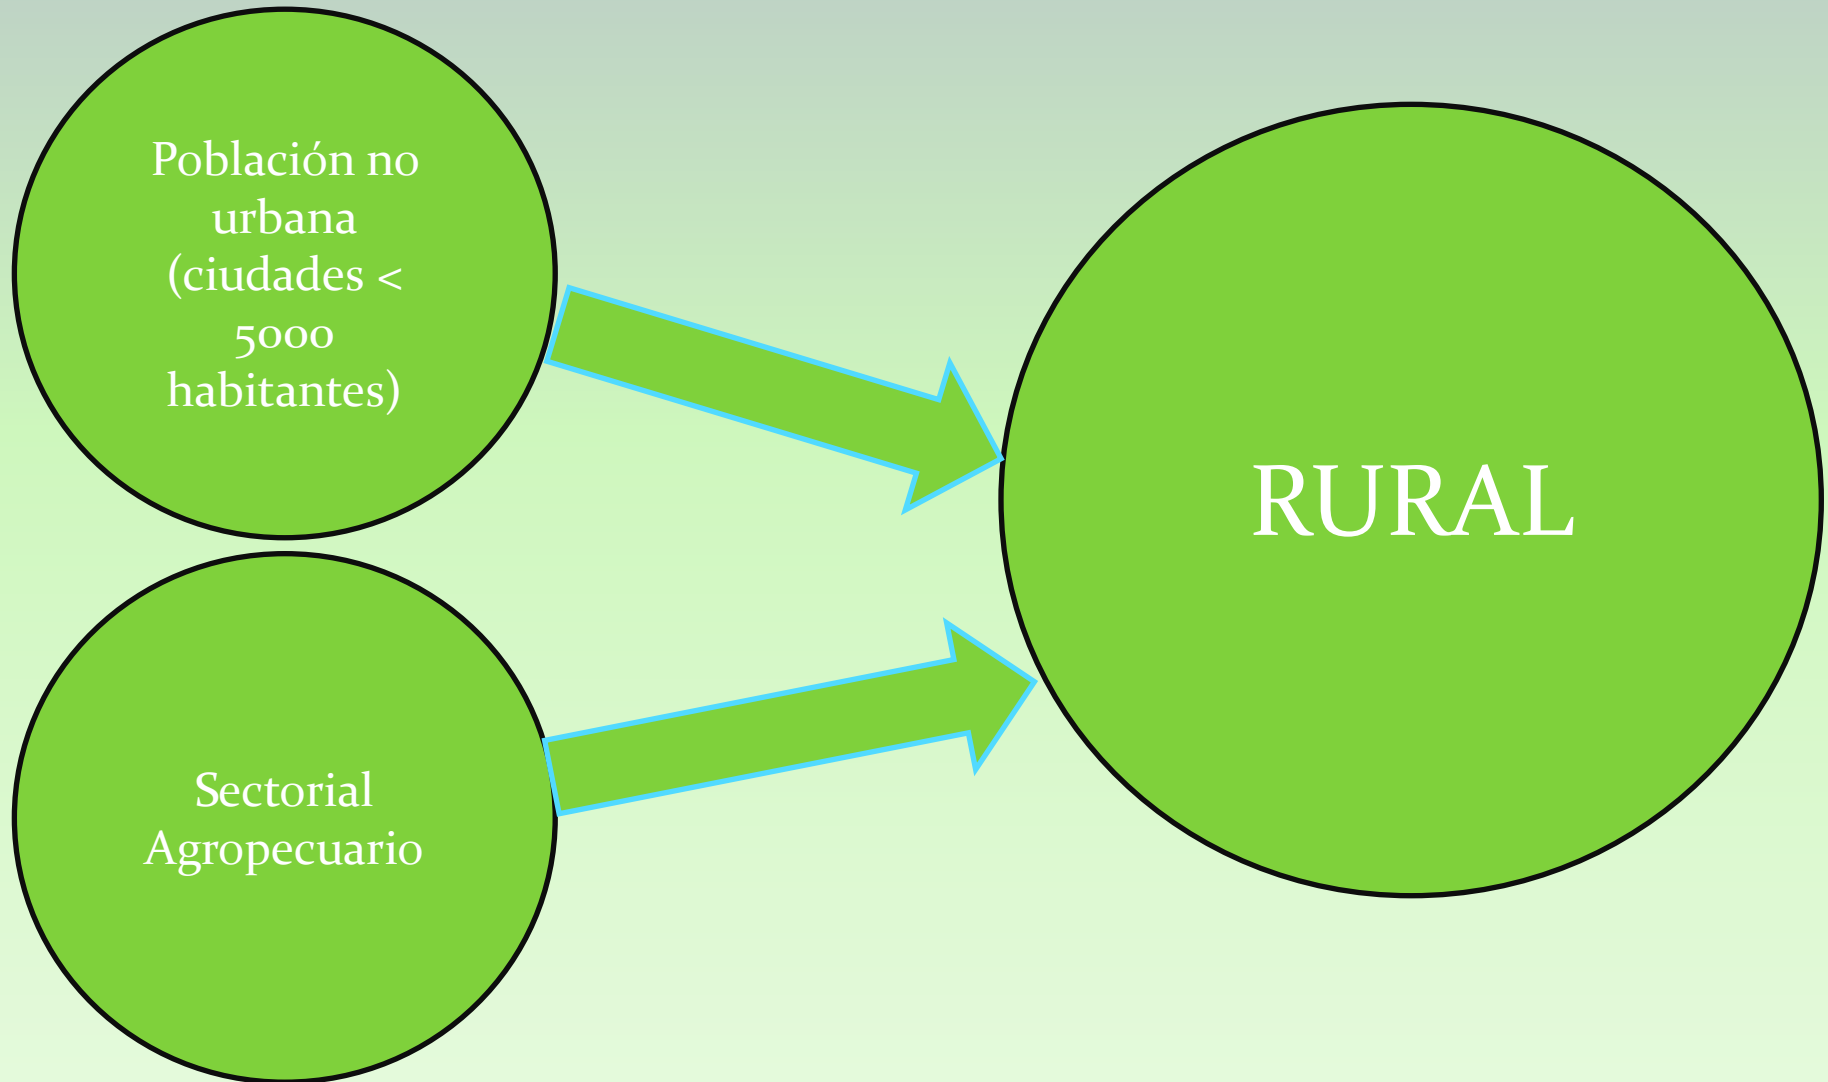 Población no
urbana
(ciudades <
5000
habitantes)
Sectorial
Agropecuario
RURAL